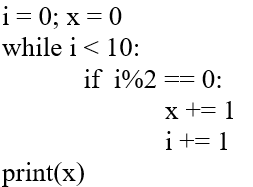 i = 0; x = 0
while i < 10:
if i%2 == 0:
x += 1
i += 1
print(x)